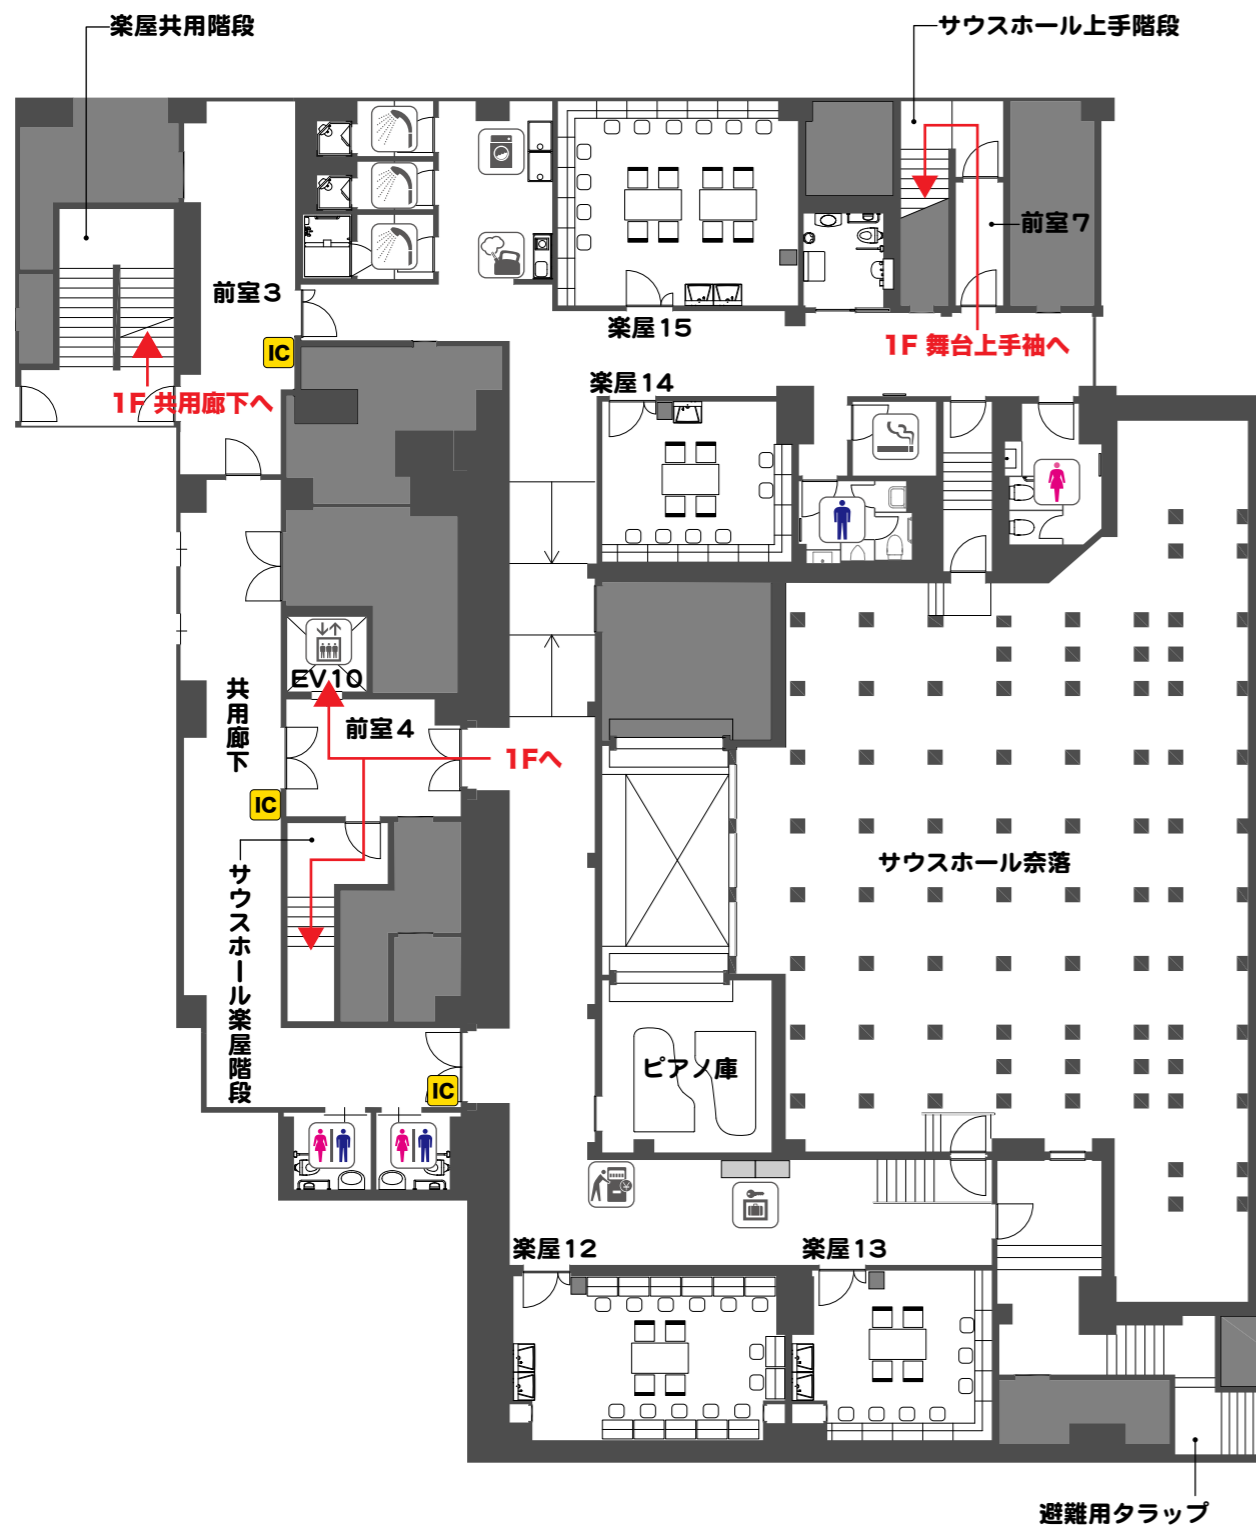 楽屋共用階段
サウスホール上手階段
前室7
前室3
楽屋15
1F 舞台上手袖へ
IC
楽屋14
1F 共用廊下へ
EV10
共用廊下
前室4
1Fへ
IC
サウスホール楽屋階段
サウスホール奈落
ピアノ庫
IC
¥
楽屋12
楽屋13
避難用タラップ